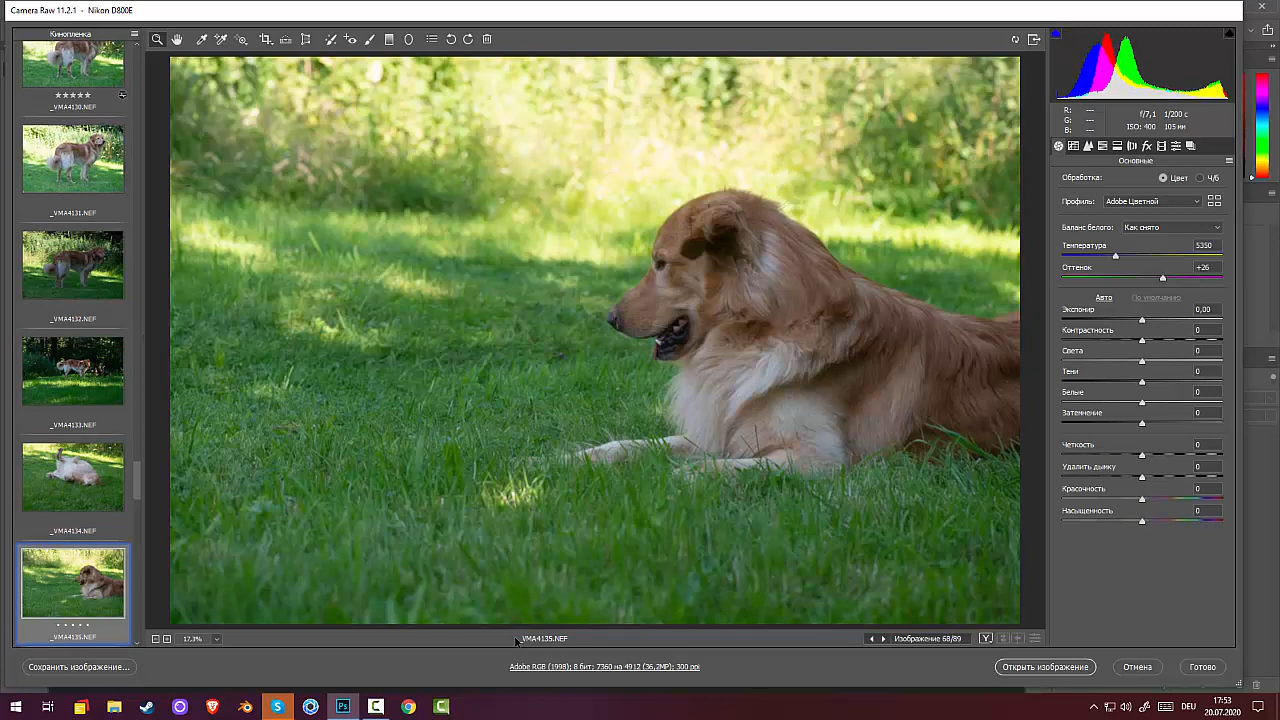 Camera Raw 11.2.1 - Nikon D800E
Кинопленка
_VMA4130.NEF
_VMA4131.NEF
_VMA4132.NEF
_VMA4133.NEF
_VMA4134.NEF
_VMA4135.NEF
17,3%
_VMA4135.NEF
Изображение 68/89
Сохранить изображение...
Adobe RGB (1998); 8 бит; 7360 на 4912 (36,2MP); 300 ppi
Открыть изображение
Отмена
Готово
R: ---
G: ---
B: ---
f/7,1 1/200 с
ISO: 400 105 мм
Основные
Обработка: Цвет Ч/б
Профиль: Adobe Цветной
Баланс белого: Как снято
Температура 5350
Оттенок +26
Авто По умолчанию
Экспонир 0,00
Контрастность 0
Света 0
Тени 0
Белые 0
Затемнение 0
Четкость 0
Удалить дымку 0
Красочность 0
Насыщенность 0
DEU
17:53
20.07.2020